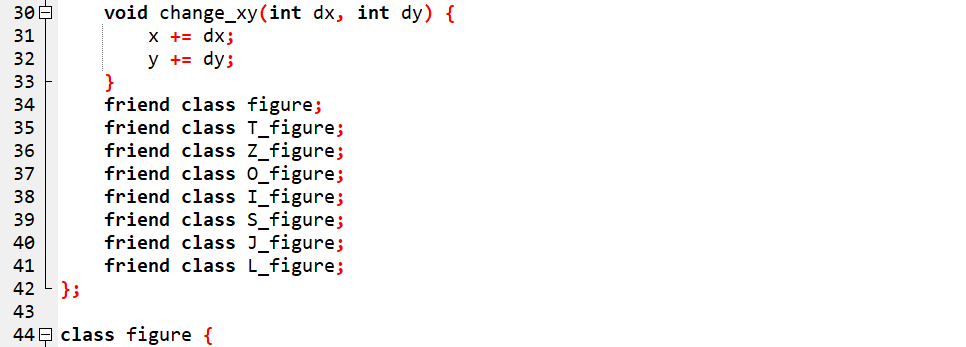 30 void change_xy(int dx, int dy) {
31 x += dx;
32 y += dy;
33 }
34 friend class figure;
35 friend class T_figure;
36 friend class Z_figure;
37 friend class O_figure;
38 friend class I_figure;
39 friend class S_figure;
40 friend class J_figure;
41 friend class L_figure;
42 };
43
44 class figure {